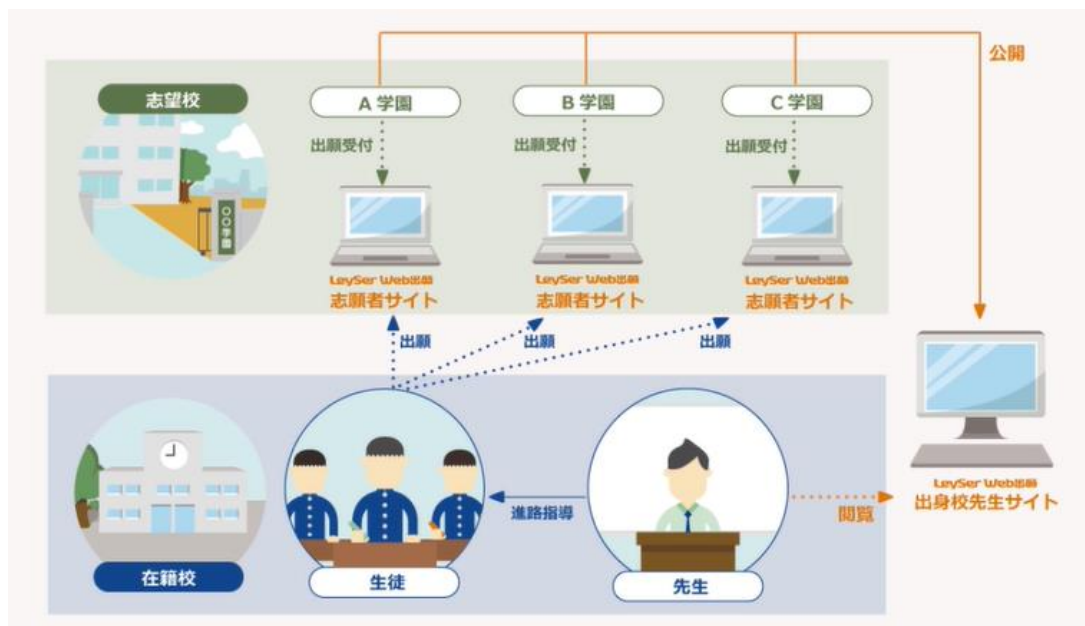 公開
志望校
A 学園
B 学園
C 学園
出願受付
出願受付
出願受付
〇〇学園
LeySer Web出願
志願者サイト
LeySer Web出願
志願者サイト
LeySer Web出願
志願者サイト
出願
出願
出願
LeySer Web出願
出身校先生サイト
進路指導
閲覧
在籍校
生徒
先生